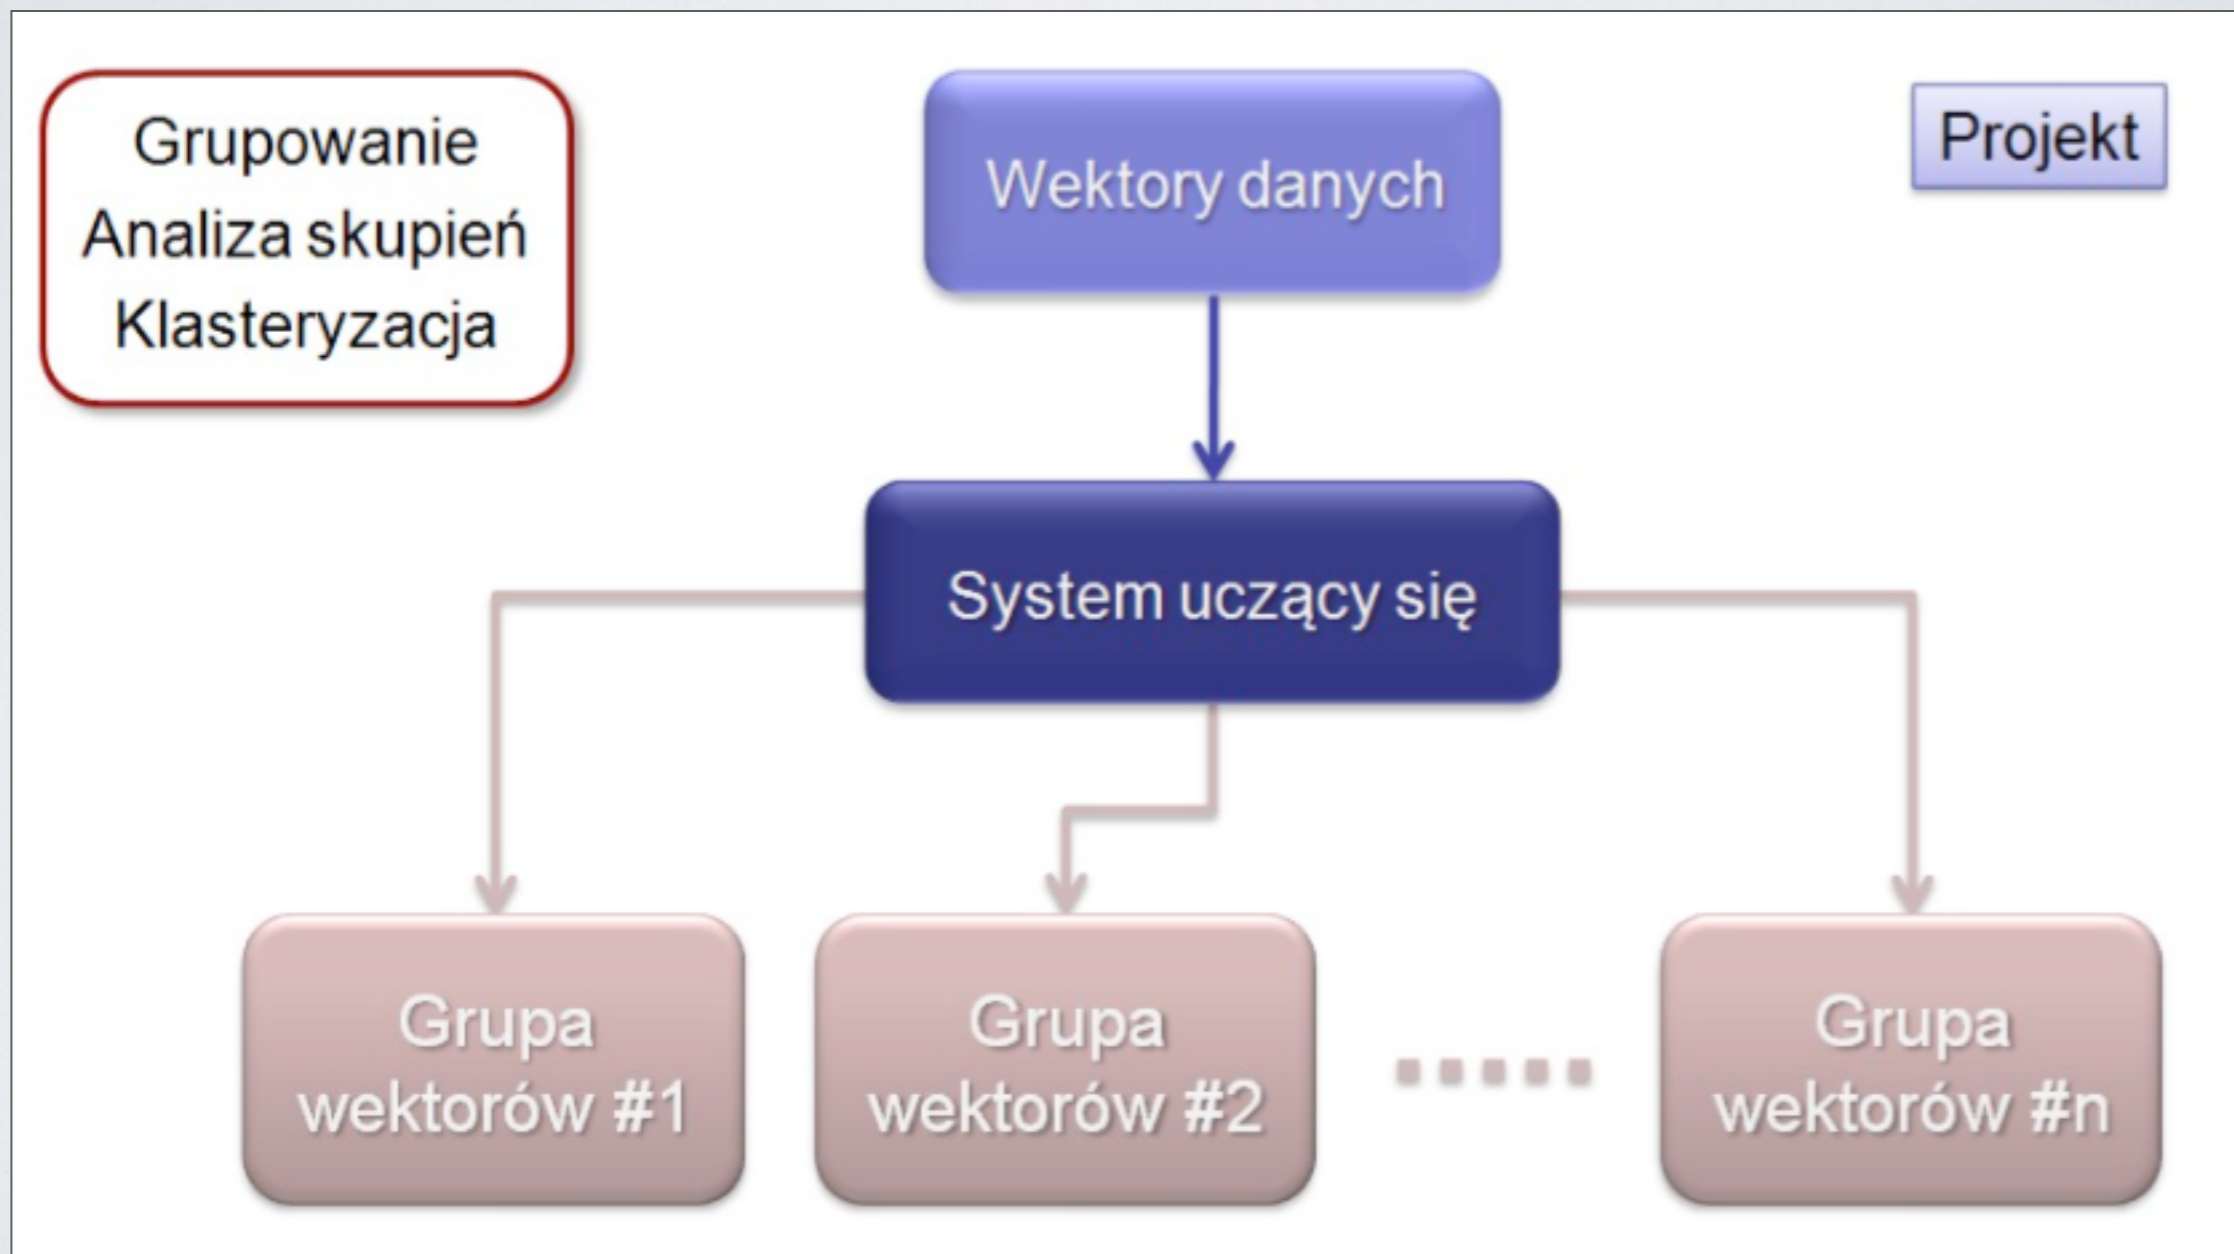 Grupowanie
Analiza skupień
Klasteryzacja
Wektory danych
Projekt
System uczący się
Grupa
wektorów #1
Grupa
wektorów #2
Grupa
wektorów #n